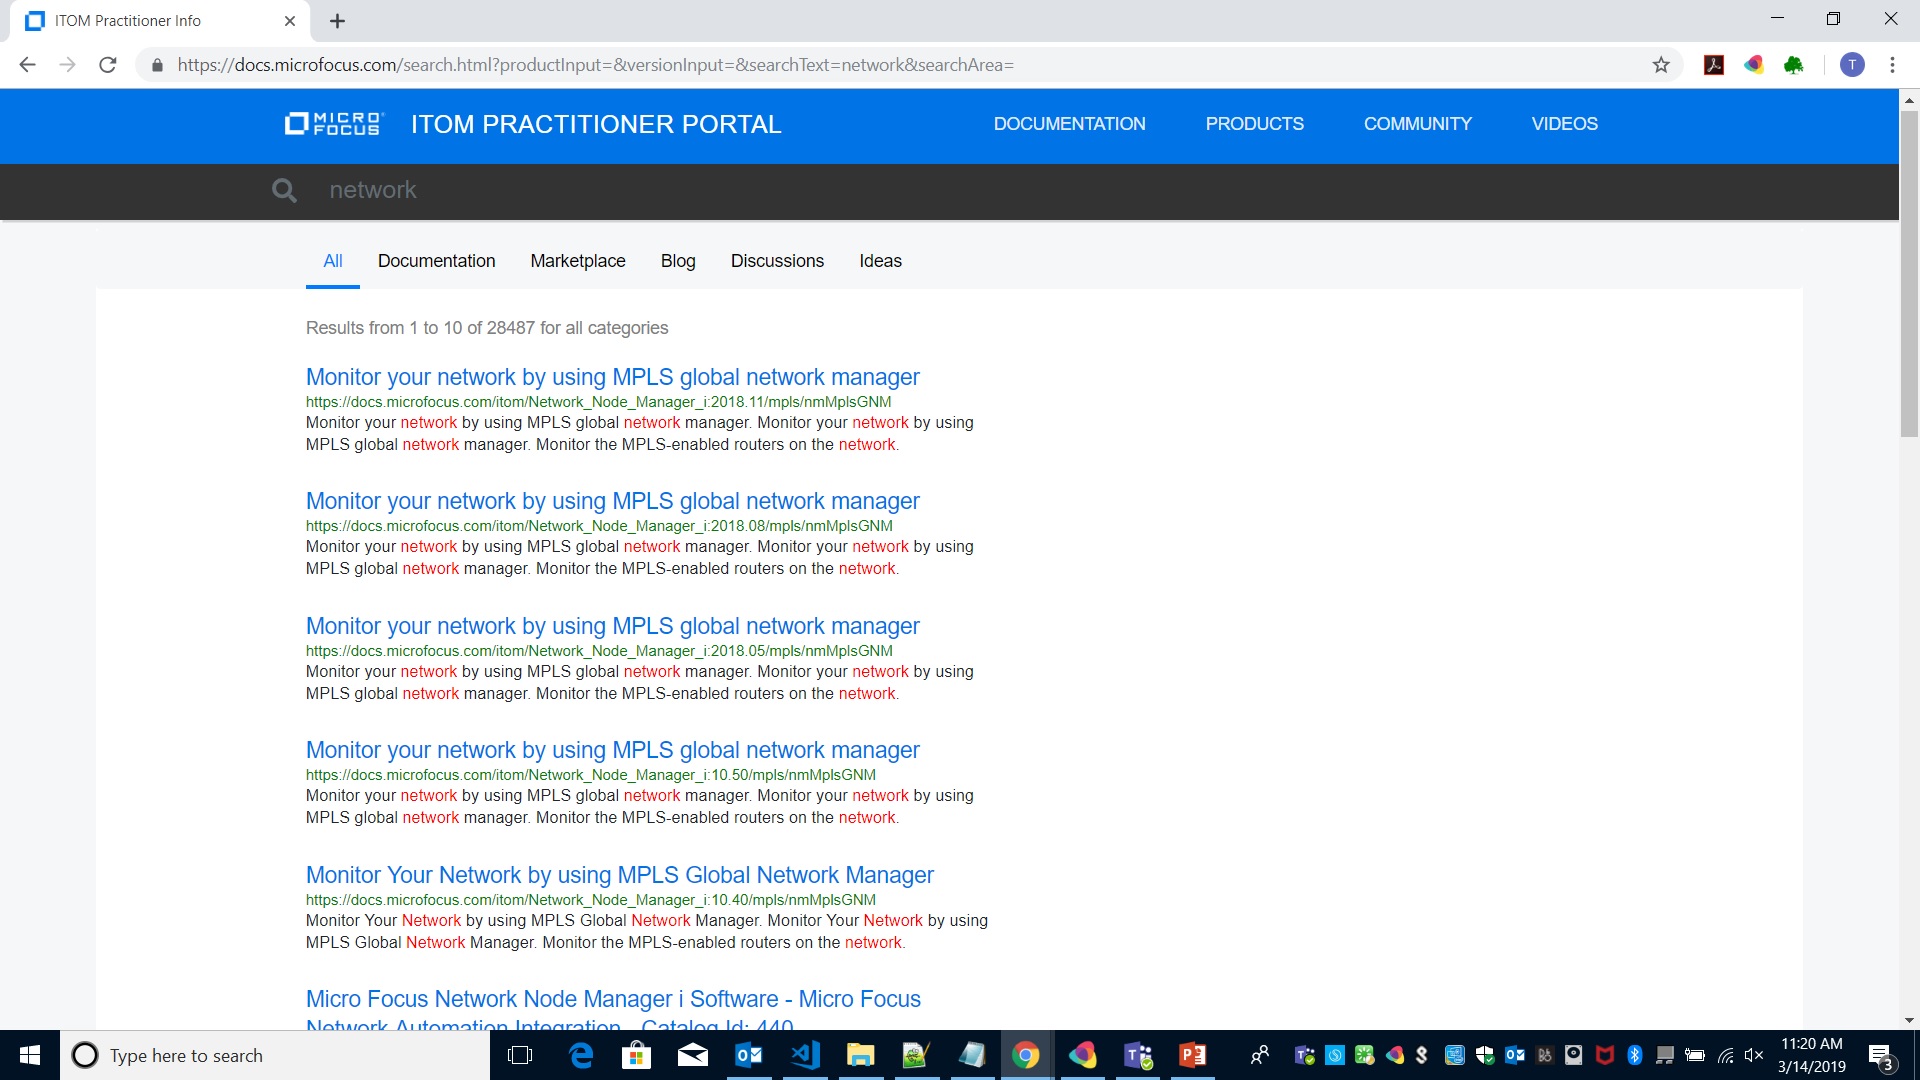 ITOM Practitioner Info
https://docs.microfocus.com/search.html?productInput=&versionInput=&searchText=network&searchArea=
T
MICRO FOCUS
ITOM PRACTITIONER PORTAL
DOCUMENTATION
PRODUCTS
COMMUNITY
VIDEOS
network
All
Documentation
Marketplace
Blog
Discussions
Ideas
Results from 1 to 10 of 28487 for all categories
Monitor your network by using MPLS global network manager
https://docs.microfocus.com/itom/Network_Node_Manager_i:2018.11/mpls/nmMplsGNM
Monitor your network by using MPLS global network manager. Monitor your network by using
MPLS global network manager. Monitor the MPLS-enabled routers on the network.
Monitor your network by using MPLS global network manager
https://docs.microfocus.com/itom/Network_Node_Manager_i:2018.08/mpls/nmMplsGNM
Monitor your network by using MPLS global network manager. Monitor your network by using
MPLS global network manager. Monitor the MPLS-enabled routers on the network.
Monitor your network by using MPLS global network manager
https://docs.microfocus.com/itom/Network_Node_Manager_i:2018.05/mpls/nmMplsGNM
Monitor your network by using MPLS global network manager. Monitor your network by using
MPLS global network manager. Monitor the MPLS-enabled routers on the network.
Monitor your network by using MPLS global network manager
https://docs.microfocus.com/itom/Network_Node_Manager_i:10.50/mpls/nmMplsGNM
Monitor your network by using MPLS global network manager. Monitor your network by using
MPLS global network manager. Monitor the MPLS-enabled routers on the network.
Monitor Your Network by using MPLS Global Network Manager
https://docs.microfocus.com/itom/Network_Node_Manager_i:10.40/mpls/nmMplsGNM
Monitor Your Network by using MPLS Global Network Manager. Monitor Your Network by using
MPLS Global Network Manager. Monitor the MPLS-enabled routers on the network.
Micro Focus Network Node Manager i Software - Micro Focus
Network Automation Integration - Catalog Id: 440
Type here to search
11:20 AM
3/14/2019
3